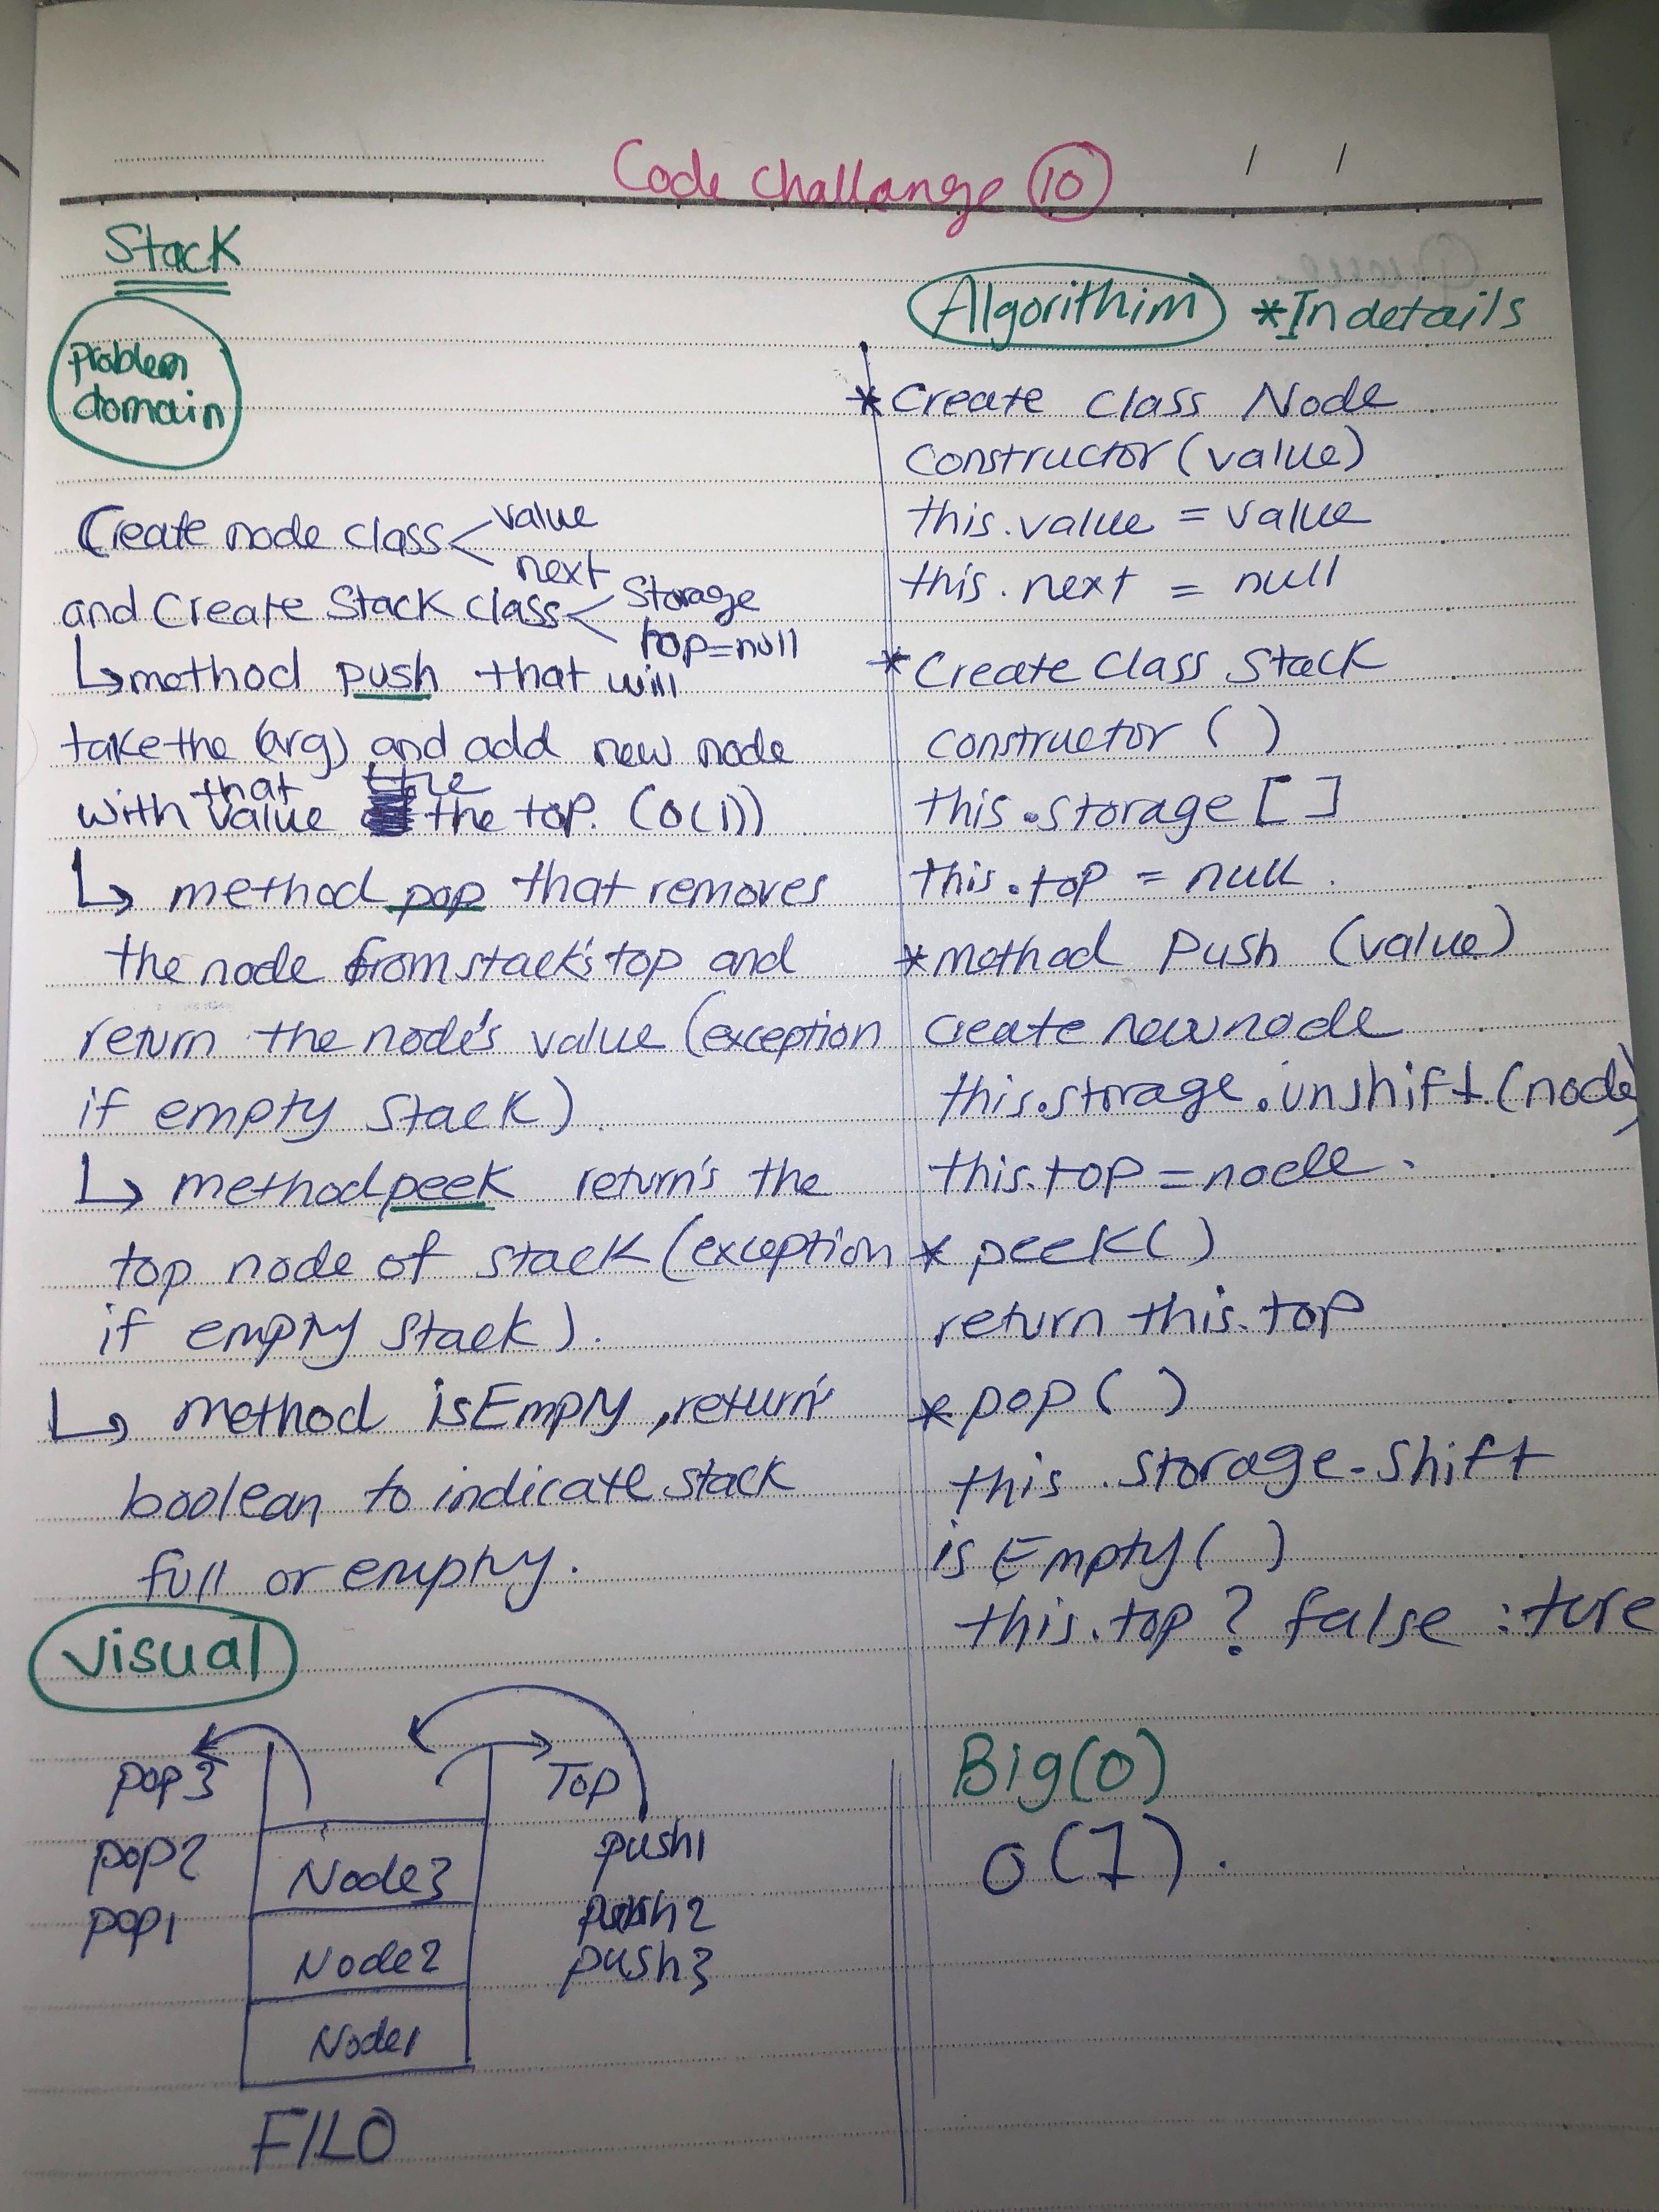 Code challange 10
Stack
Problem
domain
Create node class < value
next
and Create Stack class < Storage
top=null
↳ method push that will
take the (arg) and add new node
with that value the the top. (O(1))
↳ method pop that removes
the node from stack's top and
return the node's value (exception
if empty stack).
↳ method peek return's the
top node of stack (exception
if empty stack).
↳ method isEmpty, return's
boolean to indicate stack
full or empty.
Visual
pop3
pop2
pop1
Top
push1
push2
push3
Node3
Node2
Node1
FILO
Algorithim *In details
* Create class Node
constructor (value)
this.value = value
this.next = null
* Create class Stack
constructor ( )
this.storage [ ]
this.top = null.
* method Push (value)
create new node
this.storage.unshift.(node)
this.top = node.
* peek( )
return this.top
* pop ( )
this.storage.shift
isEmpty ( )
this.top ? false : ture
Big(O)
O(1).